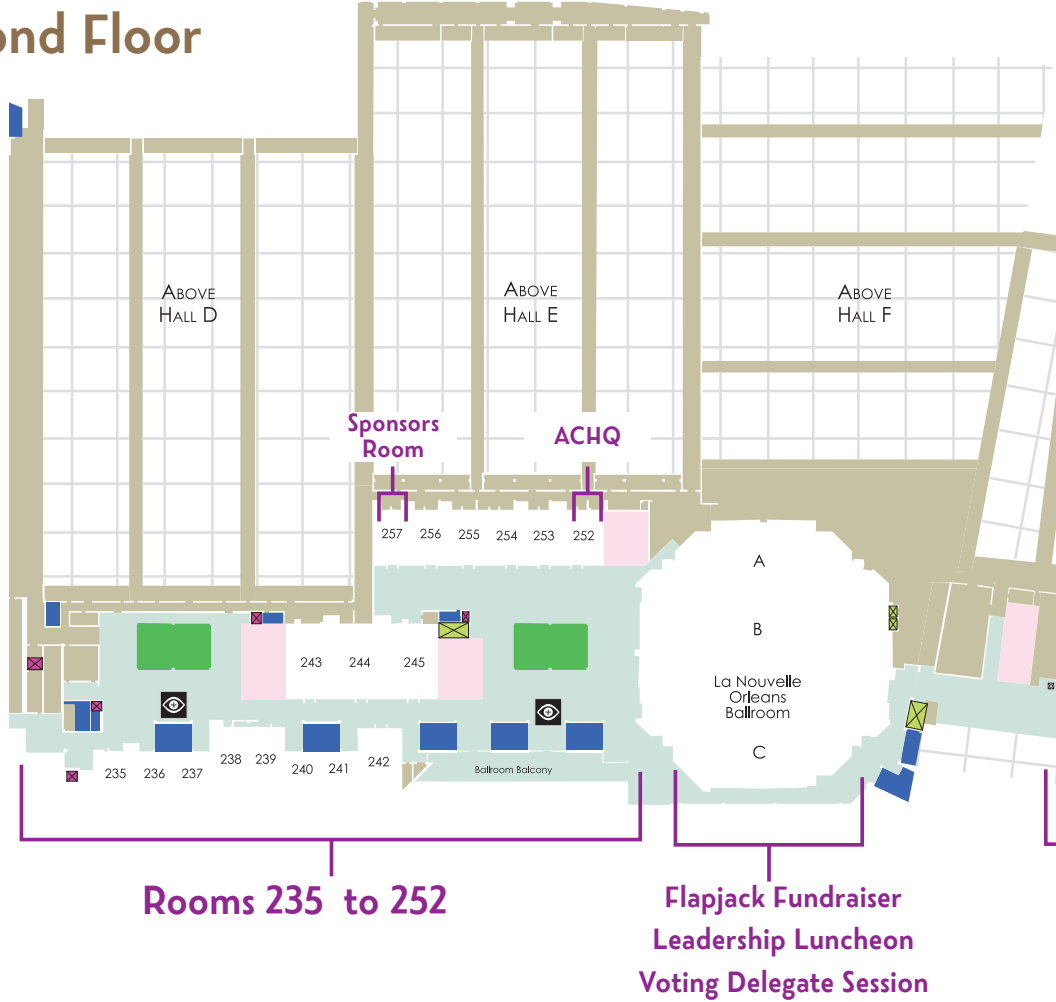 ond Floor
ABOVE
HALL D
ABOVE
HALL E
ABOVE
HALL F
Sponsors
Room
ACHQ
257
256
255
254
253
252
A
B
La Nouvelle
Orleans
Ballroom
C
243
244
245
235
236
237
238
239
240
241
242
Ballroom Balcony
Rooms 235 to 252
Flapjack Fundraiser
Leadership Luncheon
Voting Delegate Session